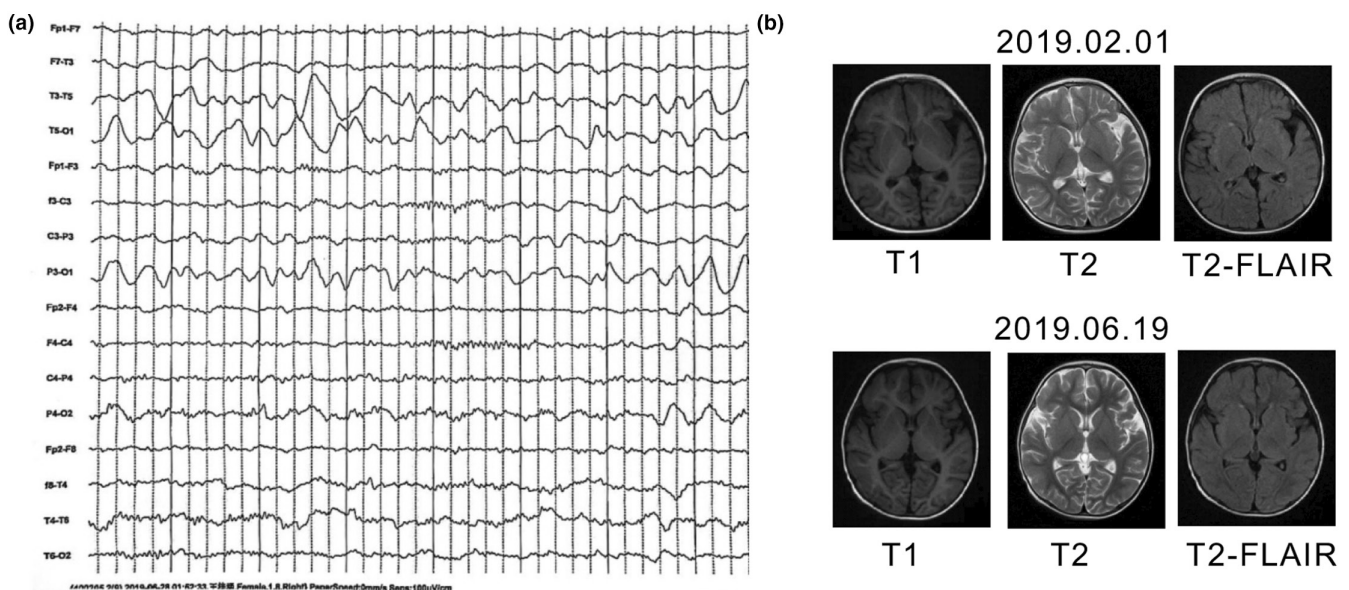 (a)
Fp1-F7
F7-T3
T3-T5
T5-O1
Fp1-F3
f3-C3
C3-P3
P3-O1
Fp2-F4
F4-C4
C4-P4
P4-O2
Fp2-F8
f8-T4
T4-T6
T6-O2
Female
(b)
2019.02.01
T1 T2 T2-FLAIR
2019.06.19
T1 T2 T2-FLAIR